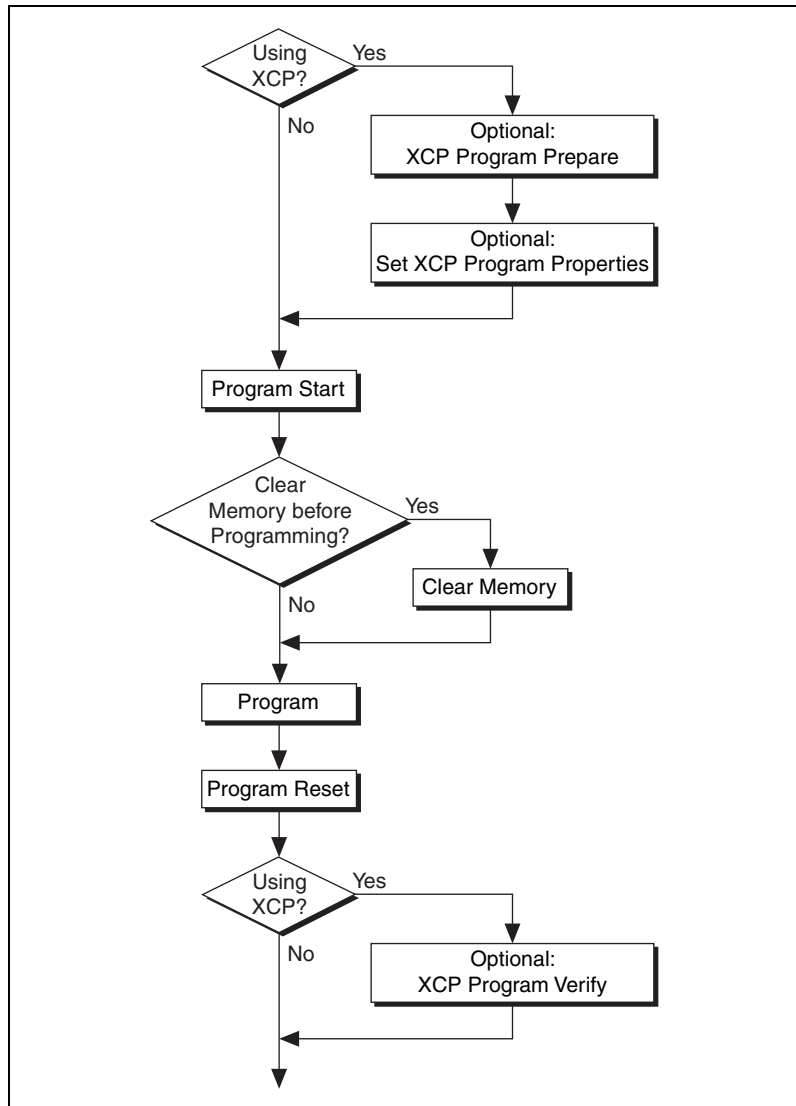 Using
XCP?
Yes
No
Optional:
XCP Program Prepare
Optional:
Set XCP Program Properties
Program Start
Clear
Memory before
Programming?
Yes
No
Clear Memory
Program
Program Reset
Using
XCP?
Yes
No
Optional:
XCP Program Verify